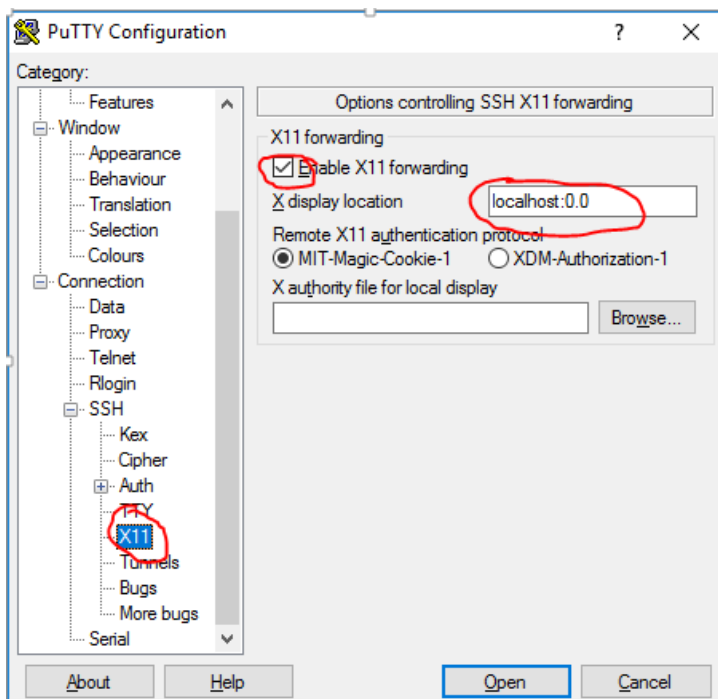 PuTTY Configuration
?
Category:
Features
Window
Appearance
Behaviour
Translation
Selection
Colours
Connection
Data
Proxy
Telnet
Rlogin
SSH
Kex
Cipher
Auth
TTY
X11
Tunnels
Bugs
More bugs
Serial
Options controlling SSH X11 forwarding
X11 forwarding
Enable X11 forwarding
X display location localhost:0.0
Remote X11 authentication protocol
MIT-Magic-Cookie-1 XDM-Authorization-1
X authority file for local display
Browse...
About Help Open Cancel